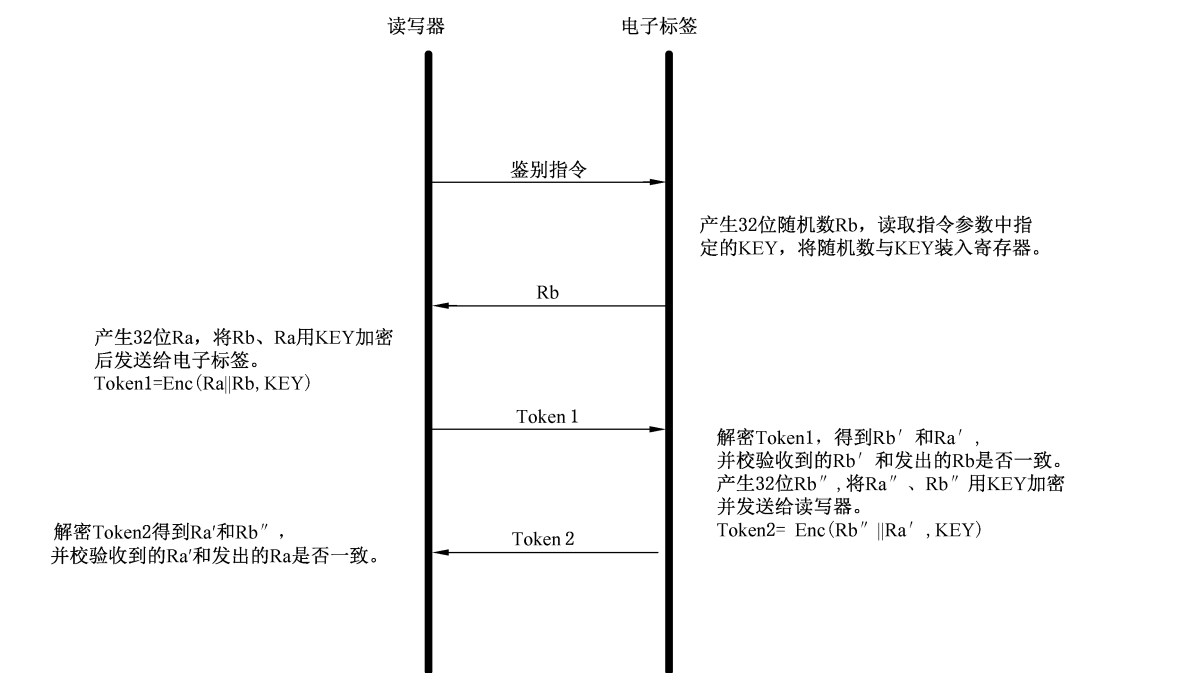 读写器
电子标签
鉴别指令
产生32位随机数Rb，读取指令参数中指
定的KEY，将随机数与KEY装入寄存器。
Rb
产生32位Ra，将Rb、Ra用KEY加密
后发送给电子标签。
Token1=Enc(Ra||Rb,KEY)
Token 1
解密Token1，得到Rb′和Ra′,
并校验收到的Rb′和发出的Rb是否一致。
产生32位Rb″,将Ra″、Rb″用KEY加密
并发送给读写器。
Token2= Enc(Rb″||Ra′,KEY)
解密Token2得到Ra′和Rb″，
并校验收到的Ra′和发出的Ra是否一致。
Token 2